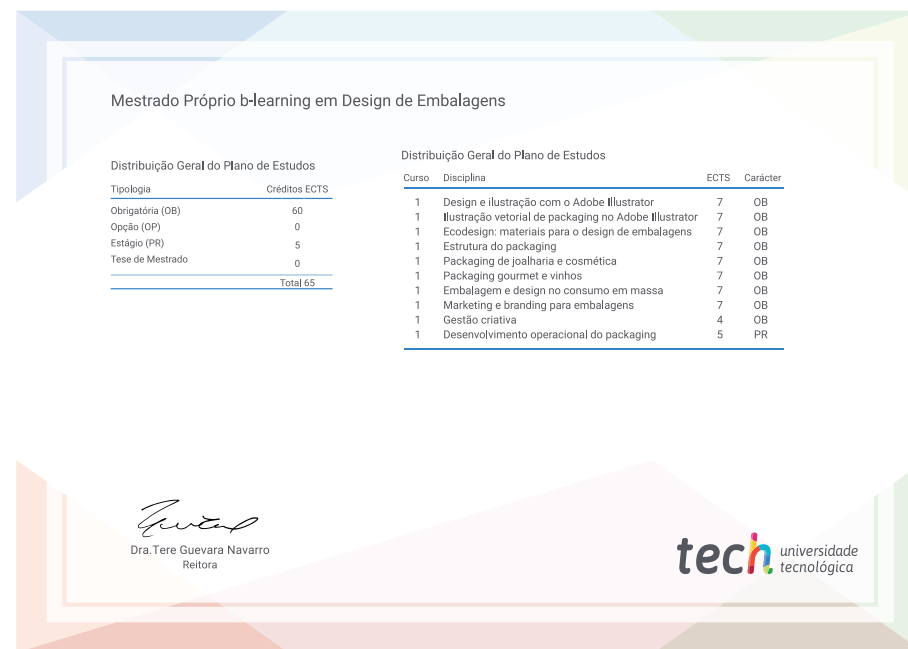 Mestrado Próprio b-learning em Design de Embalagens
Distribuição Geral do Plano de Estudos
Tipologia Créditos ECTS
Obrigatória (OB) 60
Opção (OP) 0
Estágio (PR) 5
Tese de Mestrado 0
Total 65
Distribuição Geral do Plano de Estudos
Curso Disciplina ECTS Carácter
1 Design e ilustração com o Adobe Illustrator 7 OB
1 Ilustração vetorial de packaging no Adobe Illustrator 7 OB
1 Ecodesign: materiais para o design de embalagens 7 OB
1 Estrutura do packaging 7 OB
1 Packaging de joalharia e cosmética 7 OB
1 Packaging gourmet e vinhos 7 OB
1 Embalagem e design no consumo em massa 7 OB
1 Marketing e branding para embalagens 7 OB
1 Gestão criativa 4 OB
1 Desenvolvimento operacional do packaging 5 PR
Dra.Tere Guevara Navarro
Reitora
tech universidade
tecnológica